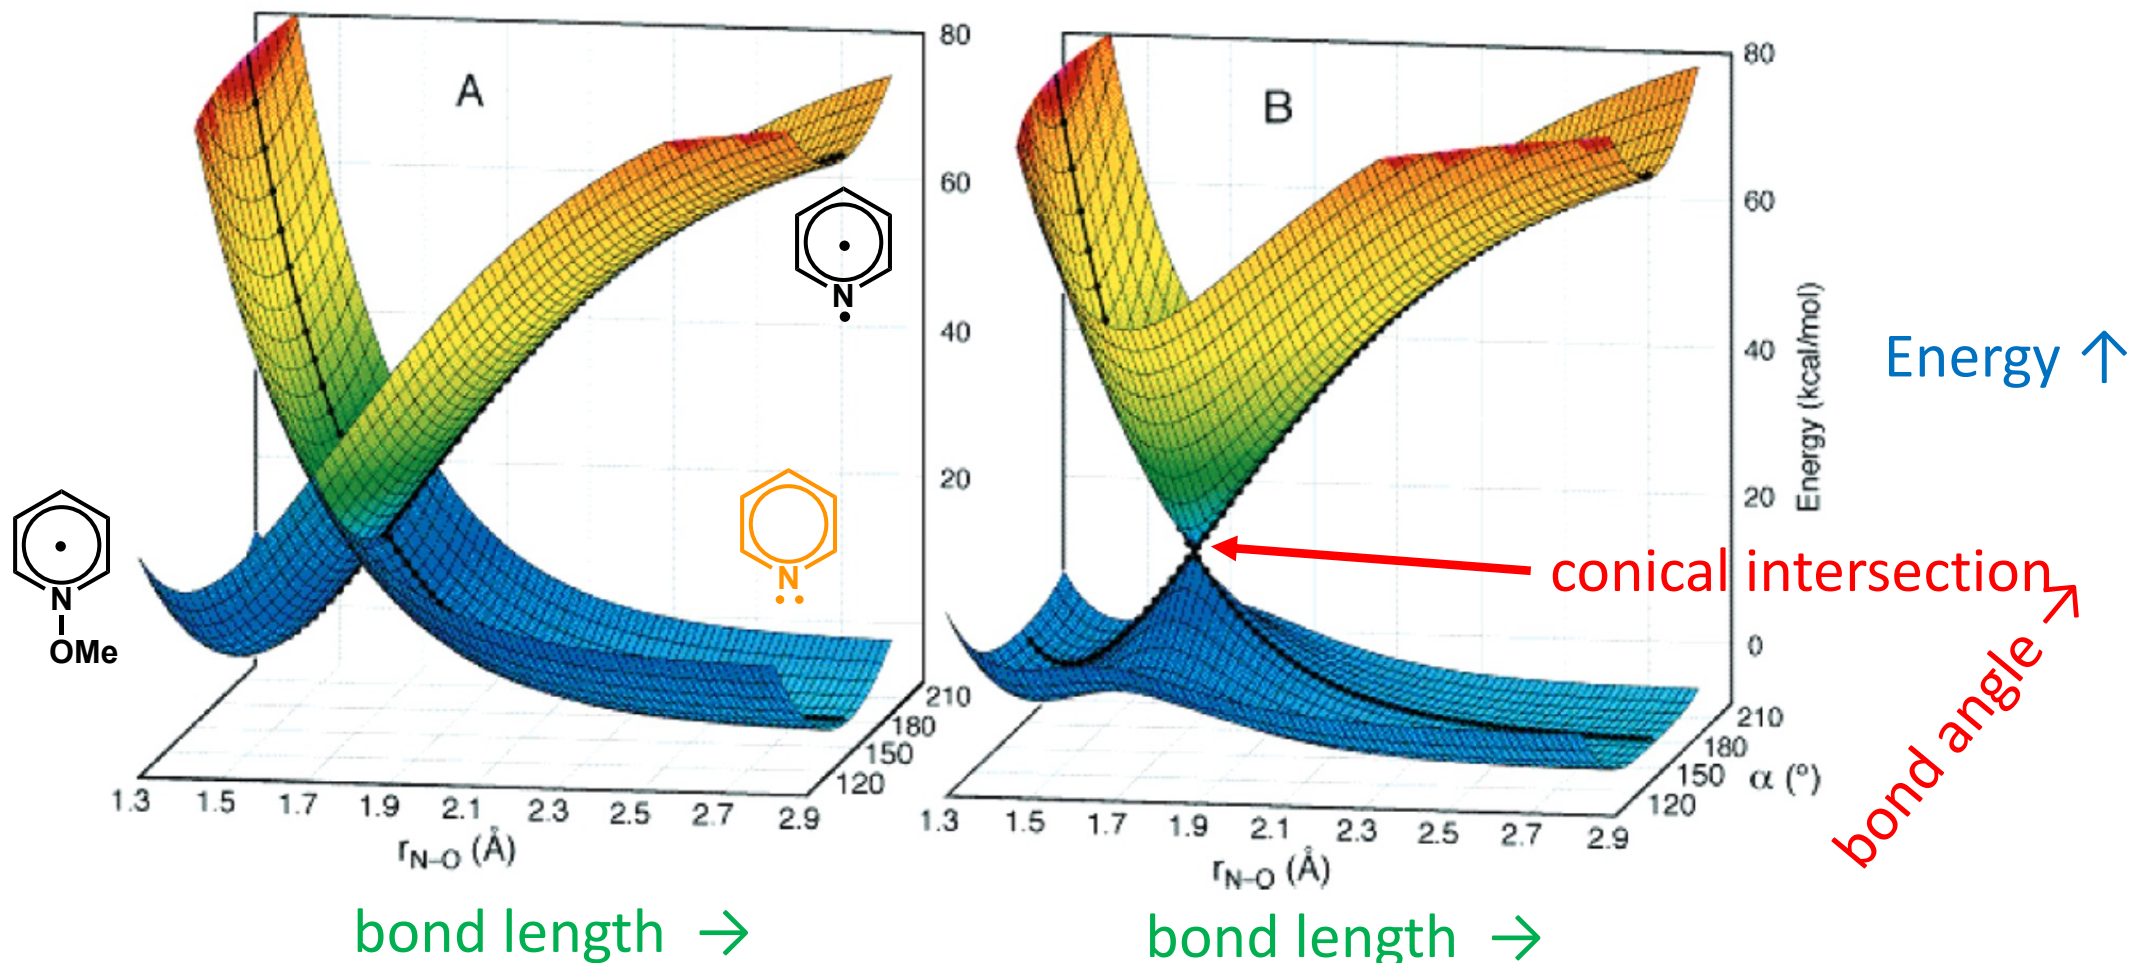 A
80
60
40
20
210
180
150
120
1.3 1.5 1.7 1.9 2.1 2.3 2.5 2.7 2.9
rN–O (Å)
bond length →
N
OMe
N
N
B
80
60
40
20
0
Energy (kcal/mol)
210
180
150
120
α (º)
1.3 1.5 1.7 1.9 2.1 2.3 2.5 2.7 2.9
rN–O (Å)
bond length →
Energy ↑
conical intersection
bond angle →